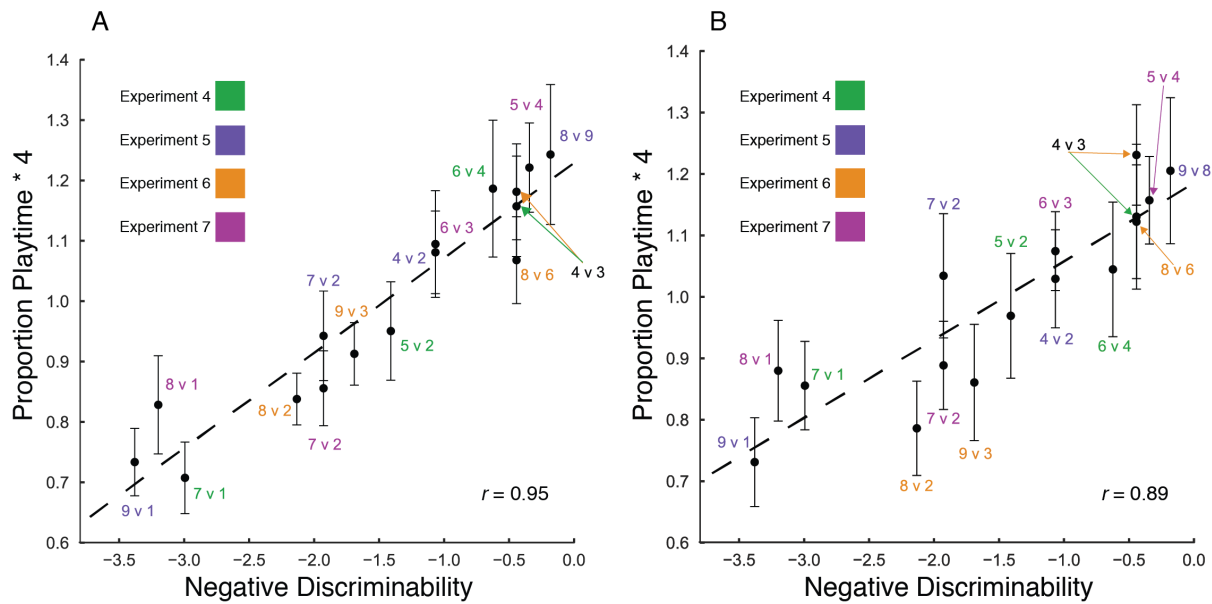 A
Proportion Playtime * 4
1.4
1.3
1.2
1.1
1.0
0.9
0.8
0.7
0.6
Experiment 4
Experiment 5
Experiment 6
Experiment 7
5 v 4
8 v 9
6 v 4
6 v 3
4 v 2
4 v 3
8 v 6
7 v 2
9 v 3
5 v 2
8 v 1
8 v 2
7 v 2
9 v 1
7 v 1
r = 0.95
−3.5 −3.0 −2.5 −2.0 −1.5 −1.0 −0.5 0.0
Negative Discriminability
B
Proportion Playtime * 4
1.4
1.3
1.2
1.1
1.0
0.9
0.8
0.7
0.6
Experiment 4
Experiment 5
Experiment 6
Experiment 7
5 v 4
4 v 3
9 v 8
6 v 3
7 v 2
5 v 2
8 v 6
4 v 2
6 v 4
8 v 1
7 v 1
7 v 2
9 v 1
9 v 3
8 v 2
r = 0.89
−3.5 −3.0 −2.5 −2.0 −1.5 −1.0 −0.5 0.0
Negative Discriminability